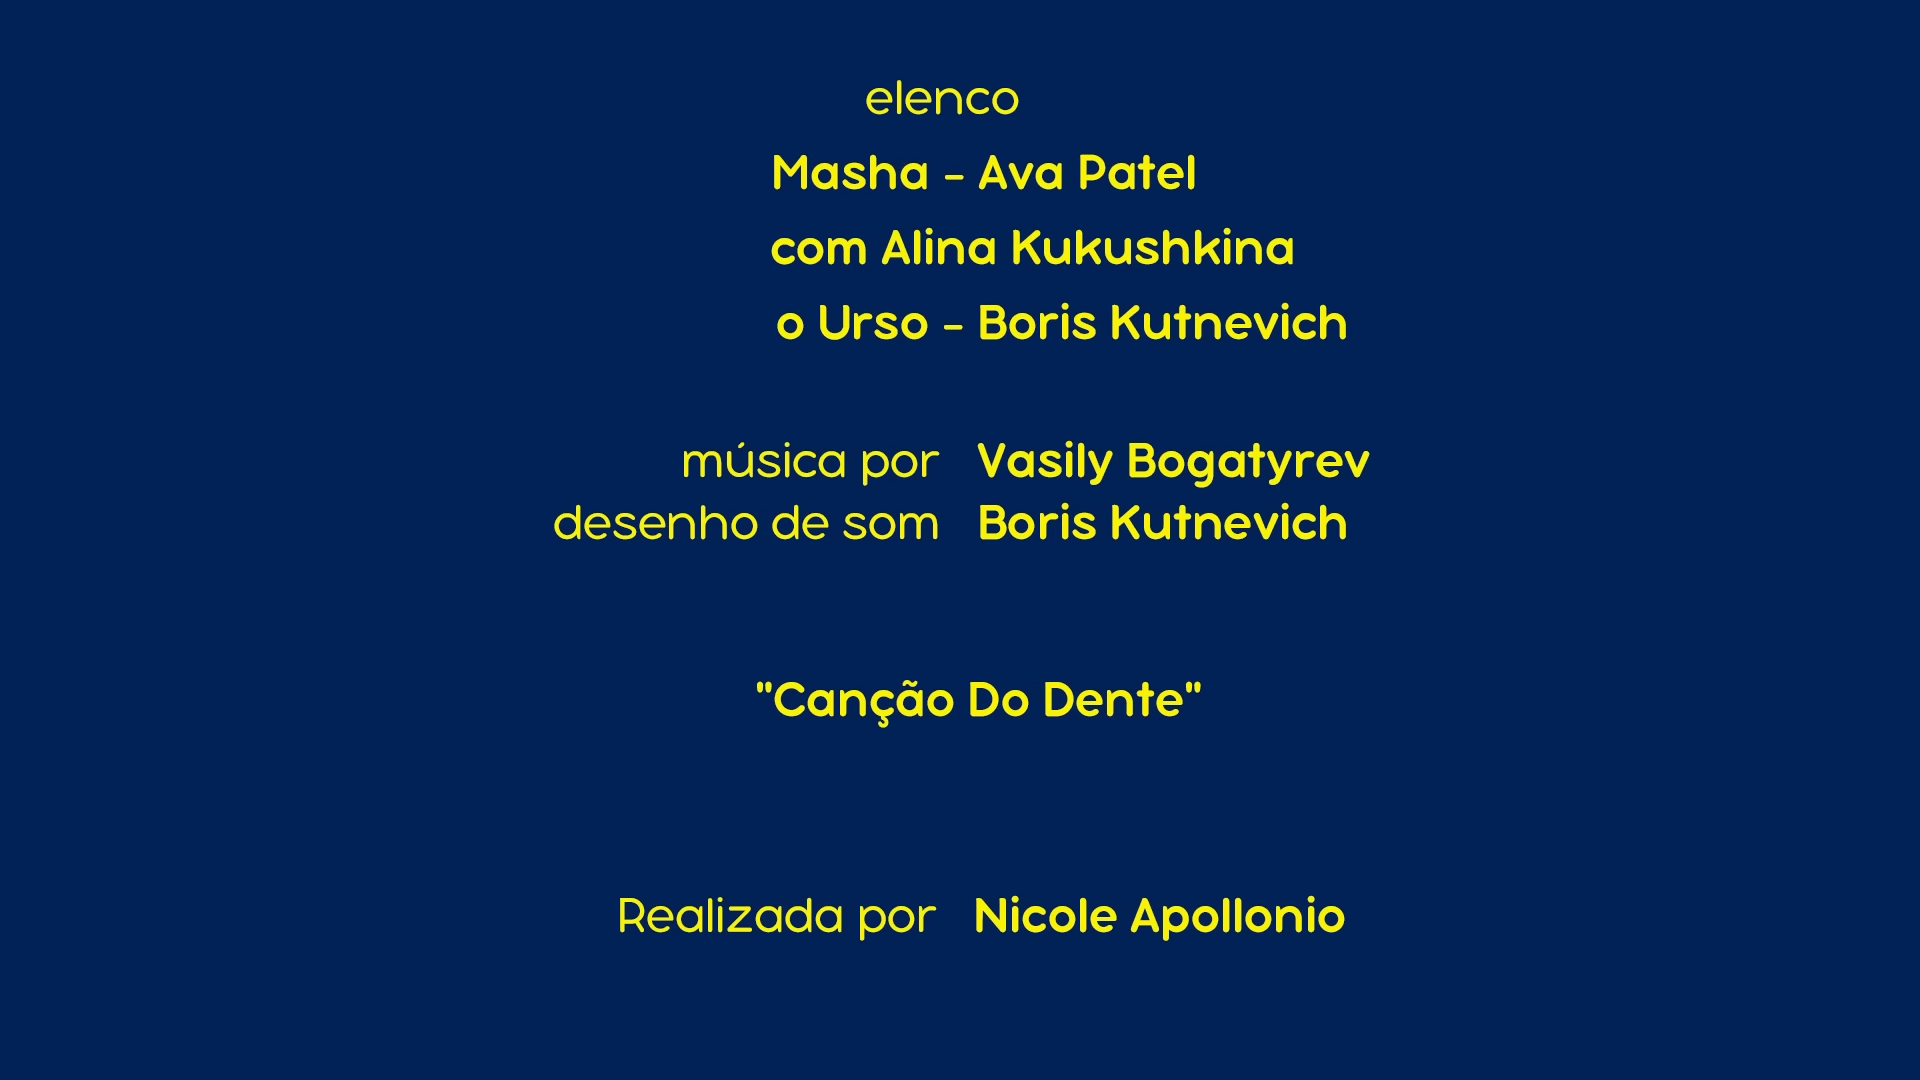 elenco
Masha - Ava Patel
com Alina Kukushkina
o Urso - Boris Kutnevich
música por Vasily Bogatyrev
desenho de som Boris Kutnevich
"Canção Do Dente"
Realizada por Nicole Apollonio